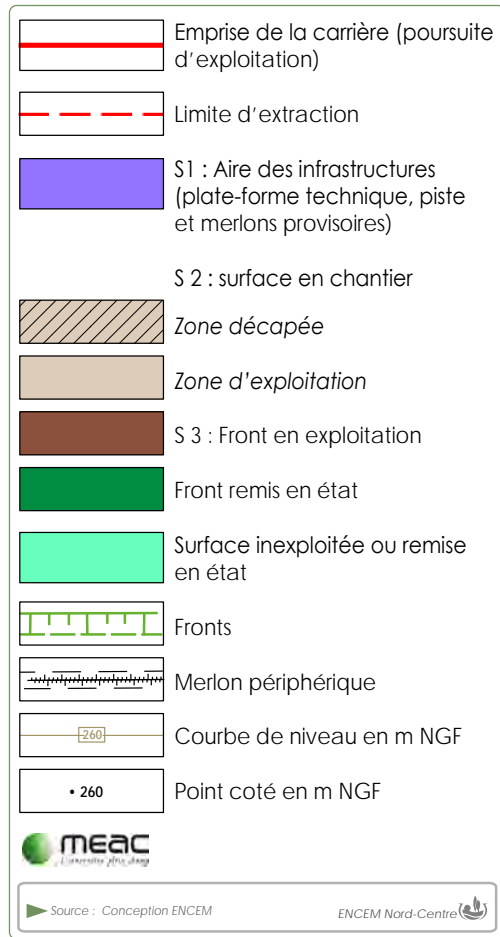 Emprise de la carrière (poursuite
d'exploitation)
Limite d'extraction
S1 : Aire des infrastructures
(plate-forme technique, piste
et merlons provisoires)
S 2 : surface en chantier
Zone décapée
Zone d'exploitation
S 3 : Front en exploitation
Front remis en état
Surface inexploitée ou remise
en état
Fronts
Merlon périphérique
260
Courbe de niveau en m NGF
• 260
Point coté en m NGF
meac
Source : Conception ENCEM
ENCEM Nord-Centre